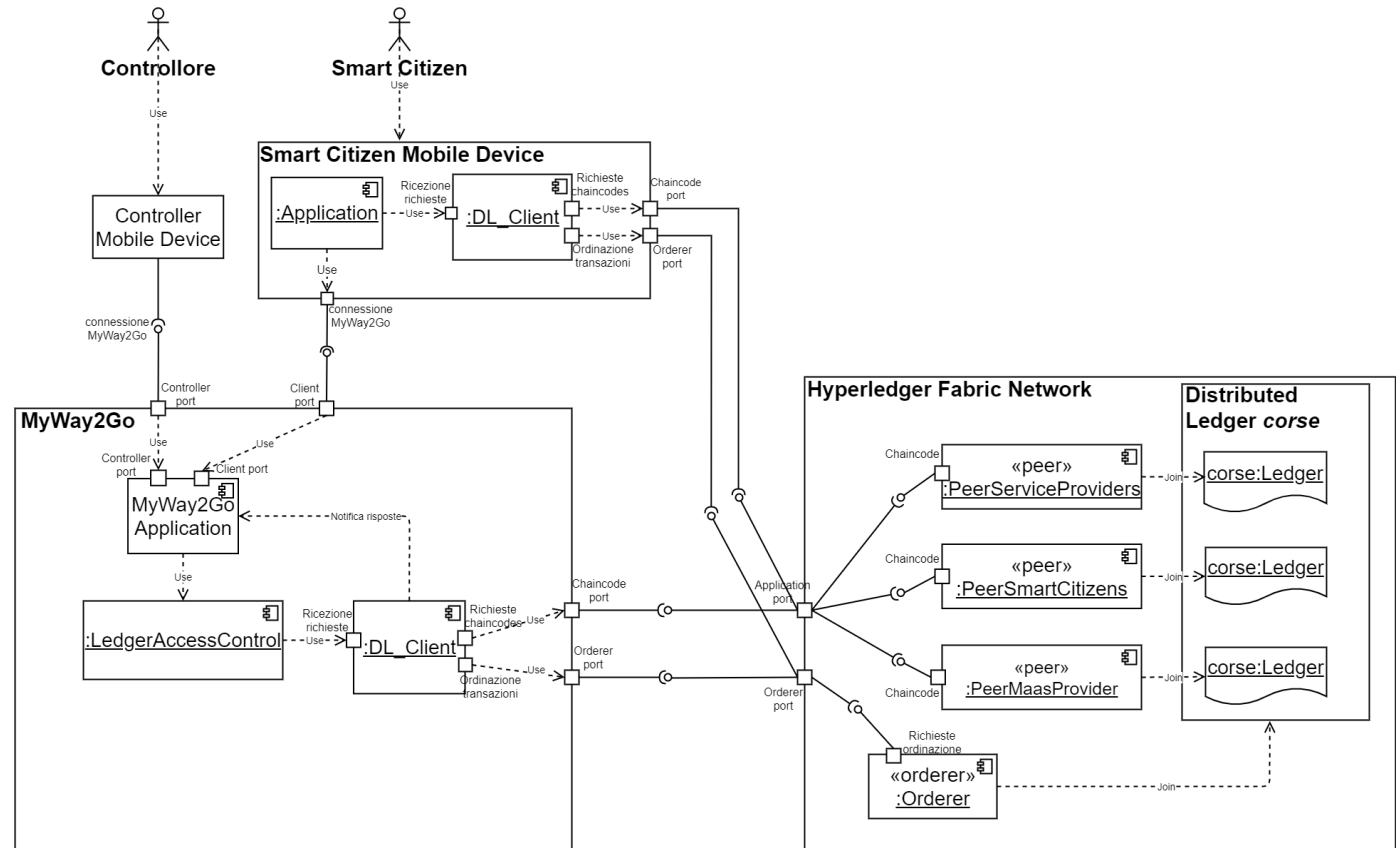 Controllore
Smart Citizen
Use
Use
Smart Citizen Mobile Device
:Application
Use
Ricezione
richieste
Use
:DL_Client
Richieste
chaincodes
Use
Use
Ordinazione
transazioni
Chaincode
port
Orderer
port
Controller
Mobile Device
connessione
MyWay2Go
connessione
MyWay2Go
Controller
port
Client
port
MyWay2Go
Use
Use
Controller
port
Client port
MyWay2Go
Application
Notifica risposte
Use
:LedgerAccessControl
Ricezione
richieste
Use
:DL_Client
Richieste
chaincodes
Use
Use
Ordinazione
transazioni
Chaincode
port
Orderer
port
Hyperledger Fabric Network
Application
port
Orderer
port
Chaincode
«peer»
:PeerServiceProviders
Join
Chaincode
«peer»
:PeerSmartCitizens
Join
Chaincode
«peer»
:PeerMaasProvider
Join
Richieste
ordinazione
«orderer»
:Orderer
Join
Distributed
Ledger corse
corse:Ledger
corse:Ledger
corse:Ledger